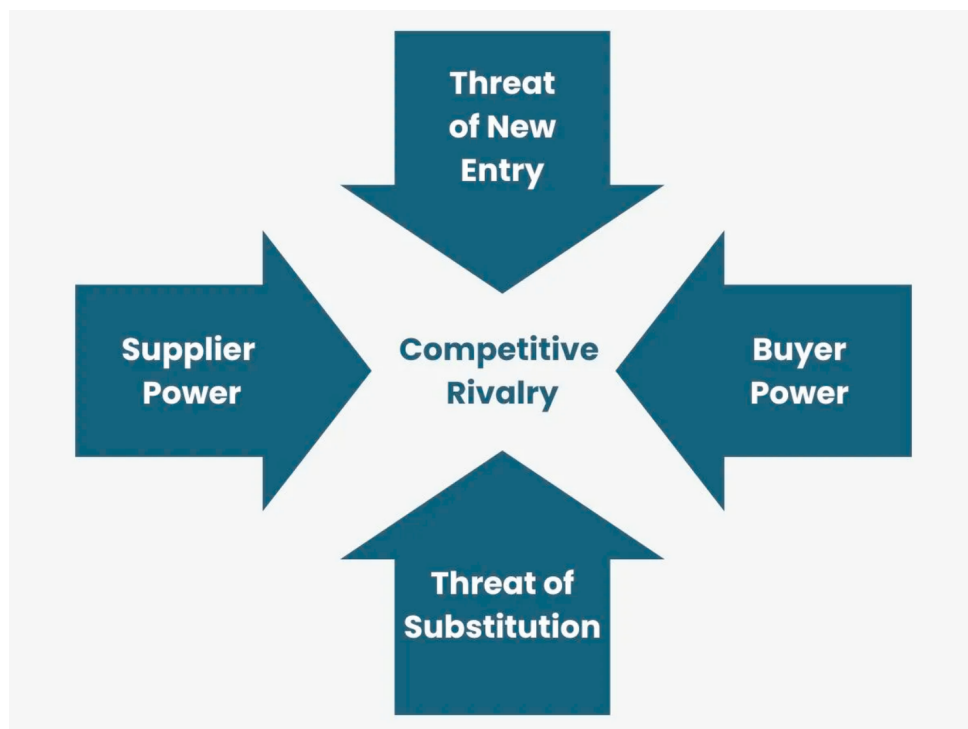 Threat
of New
Entry
Supplier
Power
Competitive
Rivalry
Buyer
Power
Threat of
Substitution